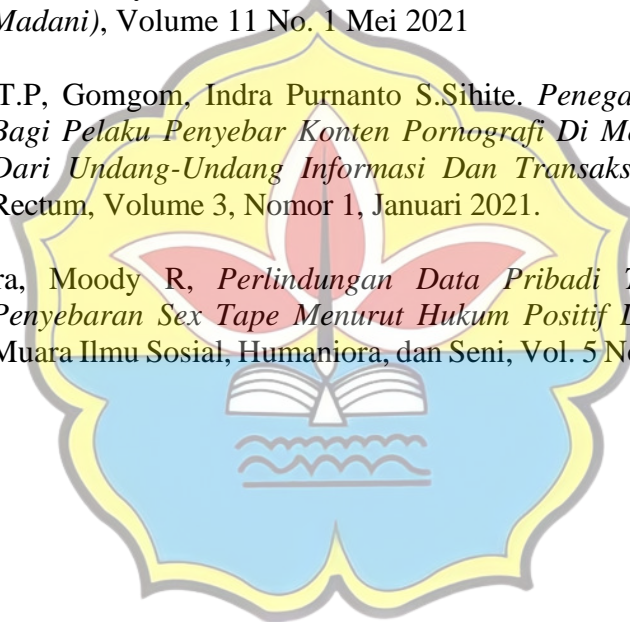 Madani), Volume 11 No. 1 Mei 2021
T.P, Gomgom, Indra Purnanto S.Sihite. Penega
Bagi Pelaku Penyebar Konten Pornografi Di M
Dari Undang-Undang Informasi Dan Transaks
Rectum, Volume 3, Nomor 1, Januari 2021.
ra, Moody R, Perlindungan Data Pribadi T
Penyebaran Sex Tape Menurut Hukum Positif
Muara Ilmu Sosial, Humaniora, dan Seni, Vol. 5 No